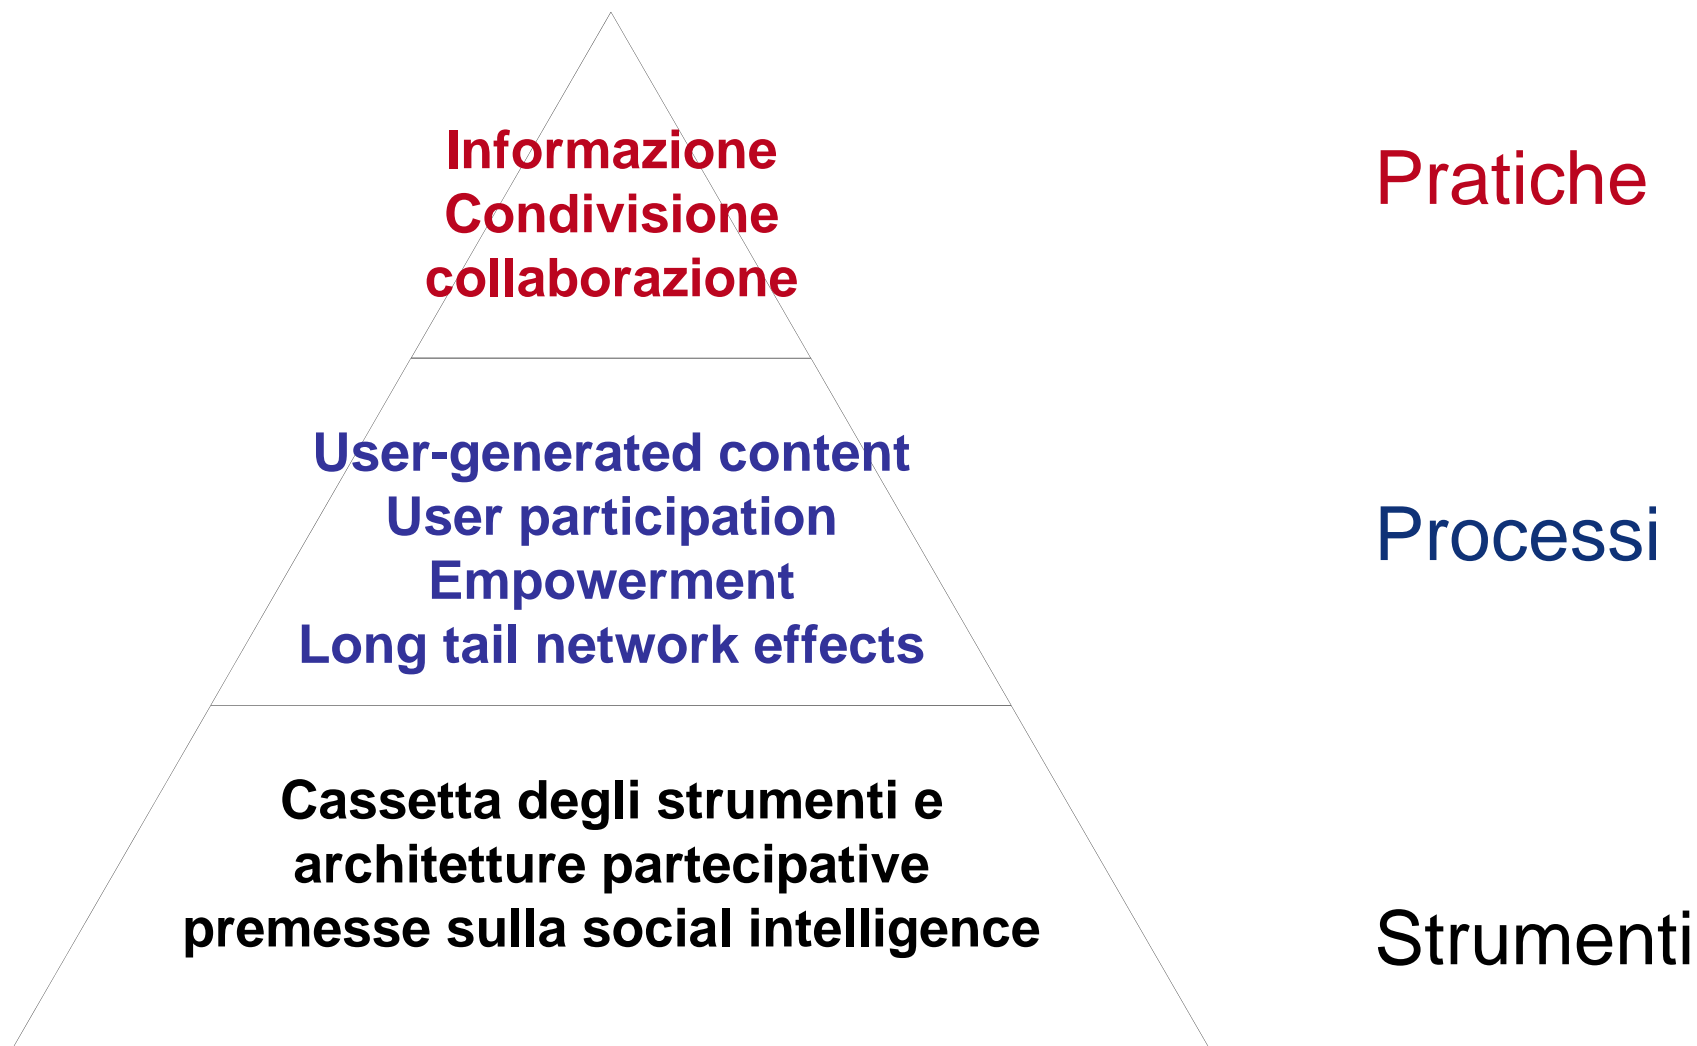 Informazione
Condivisione
collaborazione
Pratiche
User-generated content
User participation
Empowerment
Long tail network effects
Processi
Cassetta degli strumenti e
architetture partecipative
premesse sulla social intelligence
Strumenti